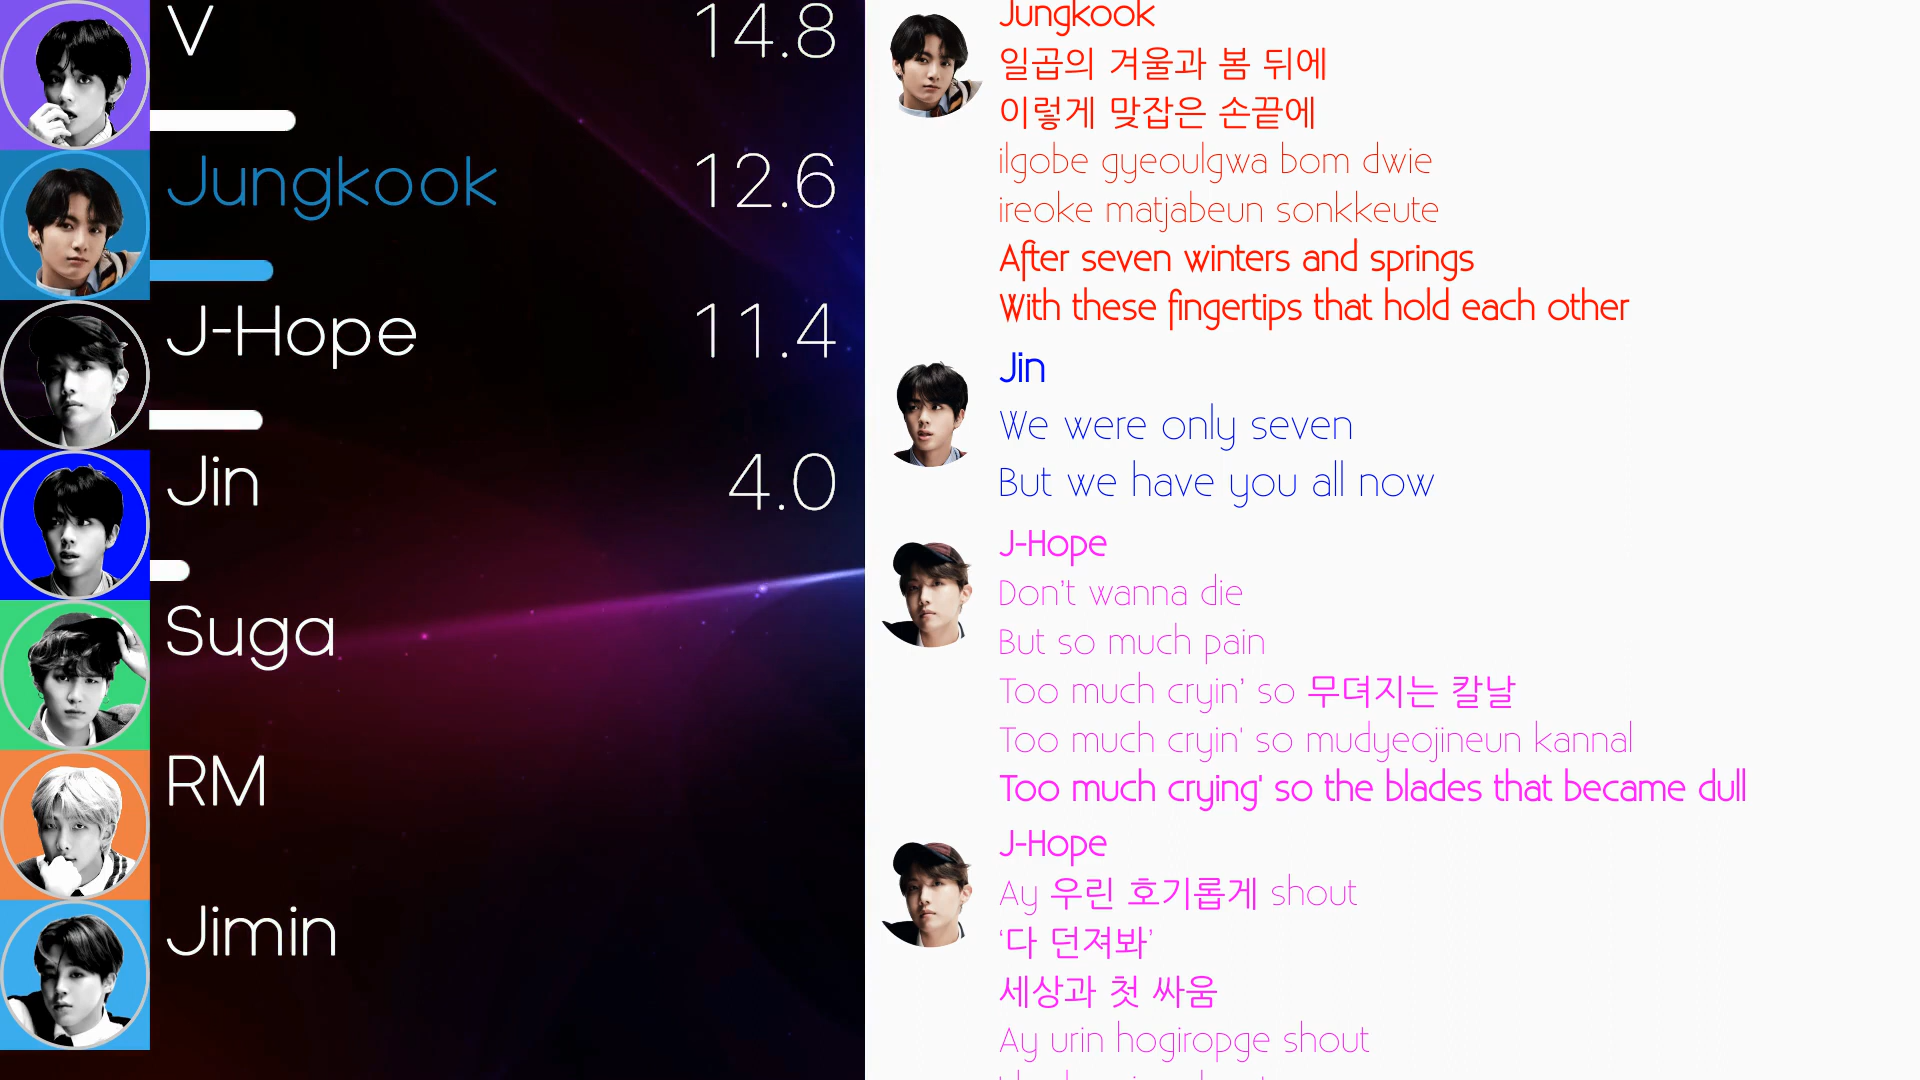 V
14.8
Jungkook
12.6
J-Hope
11.4
Jin
4.0
Suga
RM
Jimin
Jungkook
일곱의 겨울과 봄 뒤에
이렇게 맞잡은 손끝에
ilgobe gyeoulgwa bom dwie
ireoke matjabeun sonkkeute
After seven winters and springs
With these fingertips that hold each other
Jin
We were only seven
But we have you all now
J-Hope
Don't wanna die
But so much pain
Too much cryin' so 무뎌지는 칼날
Too much cryin' so mudyeojineun kannal
Too much crying' so the blades that became dull
J-Hope
Ay 우린 호기롭게 shout
‘다 던져봐’
세상과 첫 싸움
Ay urin hogiropge shout